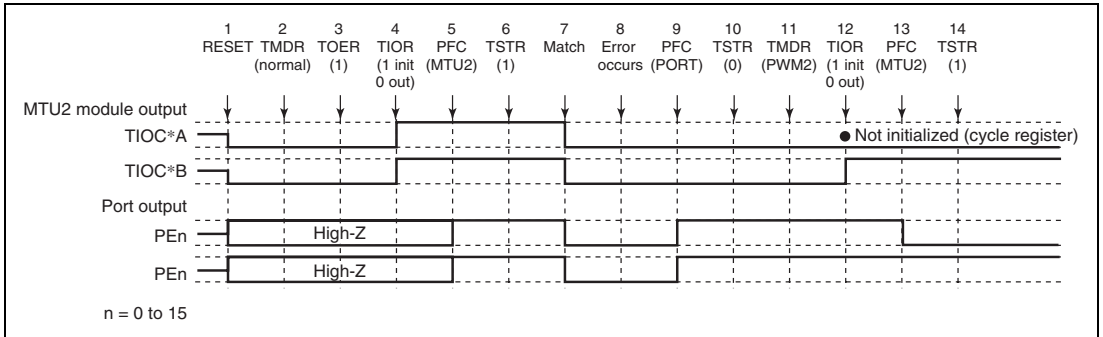 1 2 3 4 5 6 7 8 9 10 11 12 13 14
RESET TMDR TOER TIOR PFC TSTR Match Error PFC TSTR TMDR TIOR PFC TSTR
(normal) (1) (1 init (MTU2) (1) occurs (PORT) (0) (PWM2) (1 init (MTU2) (1)
0 out) 0 out)
MTU2 module output
TIOC*A ● Not initialized (cycle register)
TIOC*B
Port output
PEn High-Z
PEn High-Z
n = 0 to 15